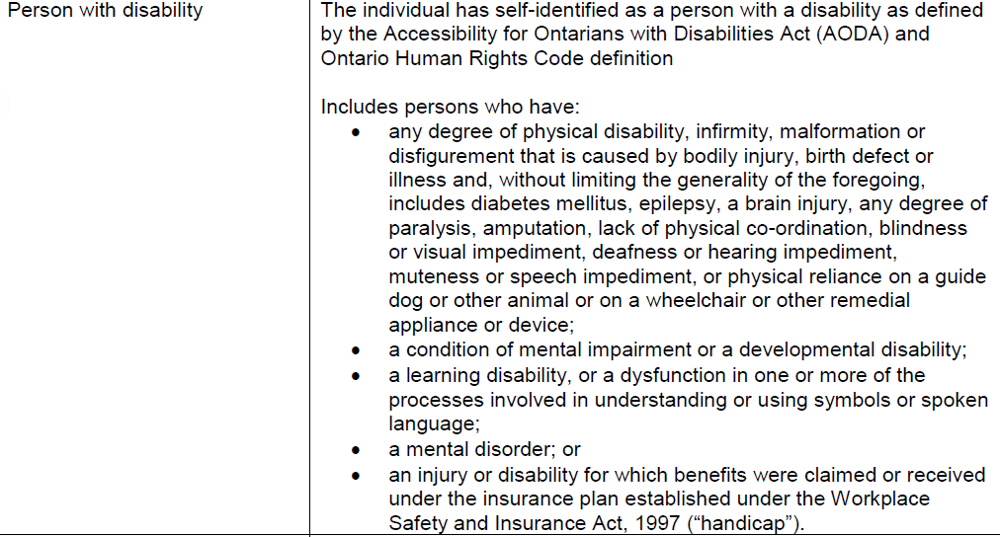 Person with disability
The individual has self-identified as a person with a disability as defined
by the Accessibility for Ontarians with Disabilities Act (AODA) and
Ontario Human Rights Code definition
Includes persons who have:
• any degree of physical disability, infirmity, malformation or
disfigurement that is caused by bodily injury, birth defect or
illness and, without limiting the generality of the foregoing,
includes diabetes mellitus, epilepsy, a brain injury, any degree of
paralysis, amputation, lack of physical co-ordination, blindness
or visual impediment, deafness or hearing impediment,
muteness or speech impediment, or physical reliance on a guide
dog or other animal or on a wheelchair or other remedial
appliance or device;
• a condition of mental impairment or a developmental disability;
• a learning disability, or a dysfunction in one or more of the
processes involved in understanding or using symbols or spoken
language;
• a mental disorder; or
• an injury or disability for which benefits were claimed or received
under the insurance plan established under the Workplace
Safety and Insurance Act, 1997 (“handicap”).